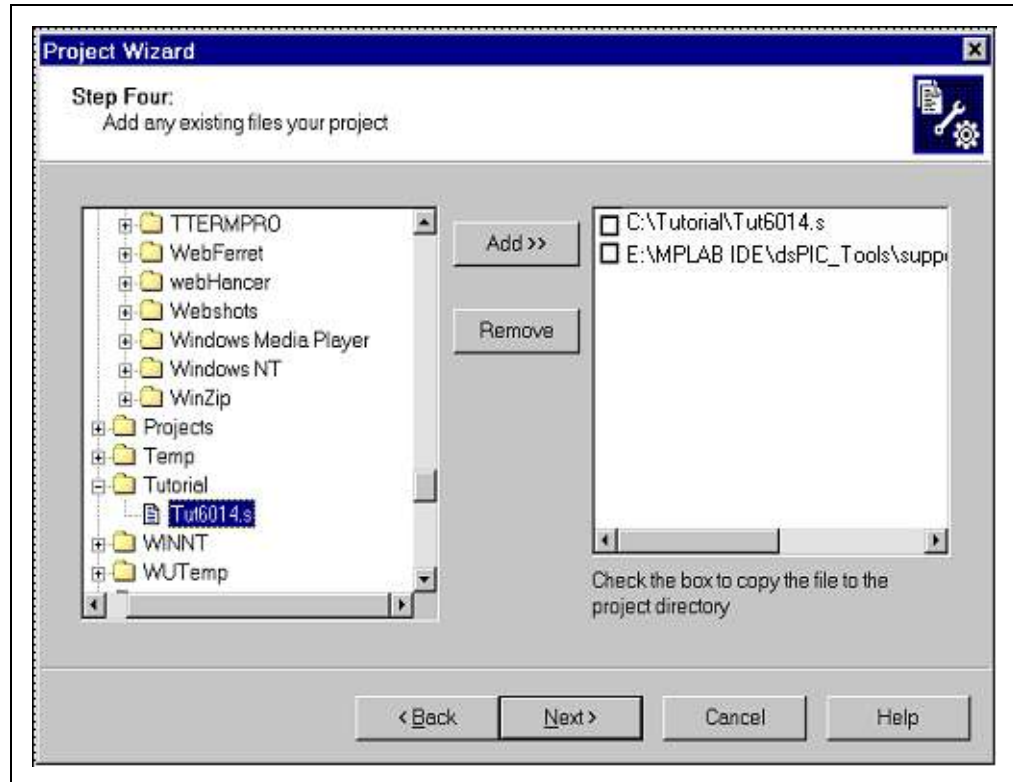 Project Wizard
Step Four:
Add any existing files your project
TTERMPRO
WebFerret
webHancer
Webshots
Windows Media Player
Windows NT
WinZip
Projects
Temp
Tutorial
Tut6014.s
WINNT
WUTemp
Add >>
Remove
C:\Tutorial\Tut6014.s
E:\MPLAB IDE\dsPIC_Tools\suppo
Check the box to copy the file to the
project directory
< Back
Next >
Cancel
Help